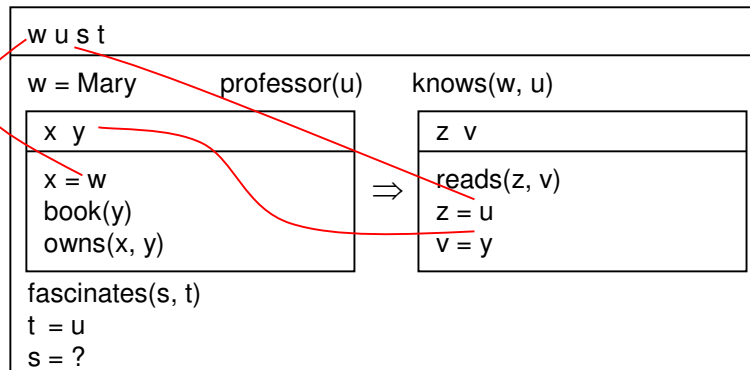 w u s t
w = Mary professor(u) knows(w, u)
x y
z v
x = w
book(y)
owns(x, y)
⇒
reads(z, v)
z = u
v = y
fascinates(s, t)
t = u
s = ?